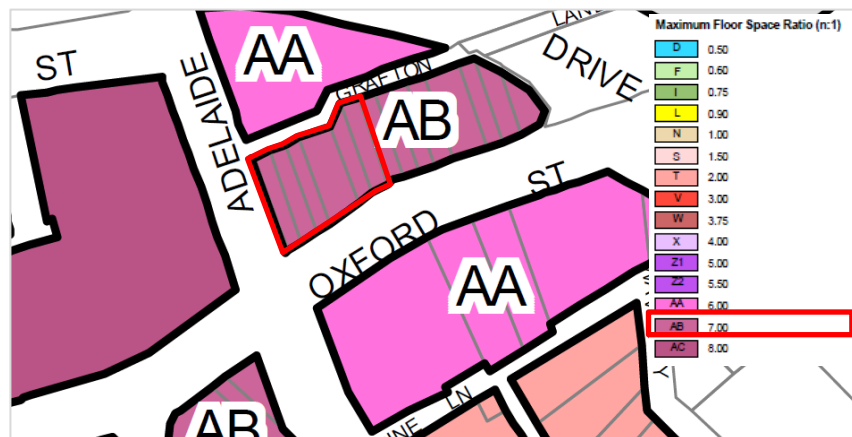 LANE
ST
AA
DRIVE
ADELAIDE
GRAFTON
AB
OXFORD
ST
AA
AB
LN
Maximum Floor Space Ratio (n:1)
D 0.50
F 0.60
I 0.75
L 0.90
N 1.00
S 1.50
T 2.00
V 3.00
W 3.75
X 4.00
Z1 5.00
Z2 5.50
AA 6.00
AB 7.00
AC 8.00